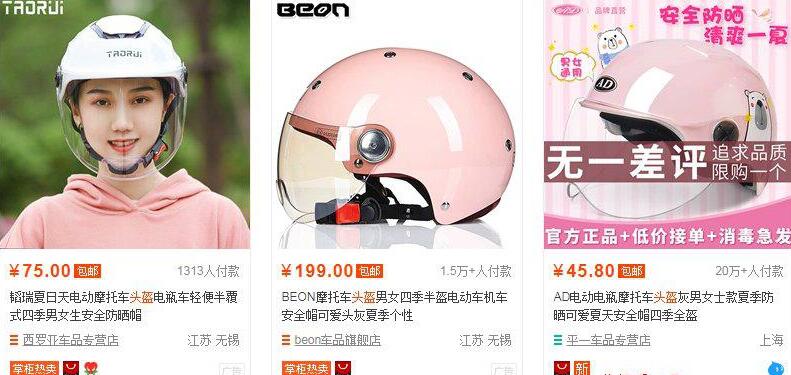 TAORUI
TAORUI
¥75.00 包邮
1313人付款
韬瑞夏日天电动摩托车头盔电瓶车轻便半覆
式四季男女生安全防晒帽
西罗亚车品专营店
江苏 无锡
掌柜热卖
广告
BEON
¥199.00 包邮
1.5万+人付款
BEON摩托车头盔男女四季半盔电动车机车
安全帽可爱头灰夏季个性
beon车品旗舰店
江苏 无锡
掌柜热卖
广告
品牌直营
安全防晒
清爽一夏
男女
通用
AD
无一差评
追求品质
限购一个
官方正品+低价接单+消毒急发
¥45.80 包邮
20万+人付款
AD电动电瓶摩托车头盔灰男女士款夏季防
晒可爱夏天安全帽四季全盔
平一车品专营店
上海
新